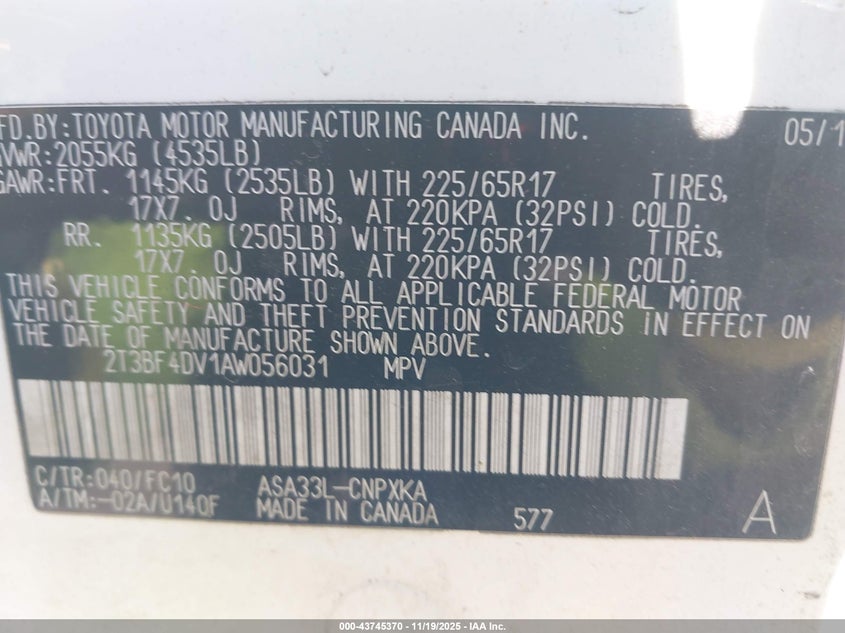 MFD.BY:TOYOTA MOTOR MANUFACTURING CANADA INC. 05/1
GVWR:2055KG (4535LB)
GAWR:FRT. 1145KG (2535LB) WITH 225/65R17 TIRES,
17X7. 0J RIMS, AT 220KPA (32PSI) COLD.
RR. 1135KG (2505LB) WITH 225/65R17 TIRES,
17X7. 0J RIMS, AT 220KPA (32PSI) COLD.
THIS VEHICLE CONFORMS TO ALL APPLICABLE FEDERAL MOTOR
VEHICLE SAFETY AND THEFT PREVENTION STANDARDS IN EFFECT ON
THE DATE OF MANUFACTURE SHOWN ABOVE.
2T3BF4DV1AW056031 MPV
C/TR:040/FC10 ASA33L-CNPXKA
A/TM:-02A/U140F MADE IN CANADA 577 A
000-43745370 | 11/19/2025 - IAA Inc.